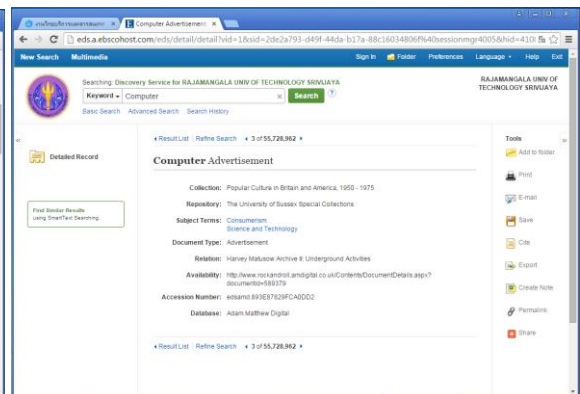 Computer Advertisement
eds.a.ebscohost.com/eds/detail/detail?vid=1&sid=2de2a793-d49f-44da-b17a-88c16034806f%40sessionmgr4005&hid=410
New Search Multimedia
Sign In Folder Preferences Languages Help Exit
Searching: Discovery Service for RAJAMANGALA UNIV OF TECHNOLOGY SRIVIJAYA
RAJAMANGALA UNIV OF
TECHNOLOGY SRIVIJAYA
Keyword Computer Search
Basic Search Advanced Search Search History
Result List Refine Search 3 of 55,728,962
Tools
Detailed Record
Computer Advertisement
Add to folder
Print
E-mail
Save
Cite
Export
Create Note
Permalink
Share
Collection: Popular Culture in Britain and America, 1950 - 1975
Repository: The University of Sussex Special Collections
Find Similar Results
using SmartText Searching.
Subject Terms: Consumerism
Science and Technology
Document Type: Advertisement
Relation: Harvey Matusow Archive II: Underground Activities
Availability: http://www.rockandroll.amdigital.co.uk/Contents/DocumentDetails.aspx?
documentid=589379
Accession Number: edsamd.893E87829FCA0DD2
Database: Adam Matthew Digital
Result List Refine Search 3 of 55,728,962